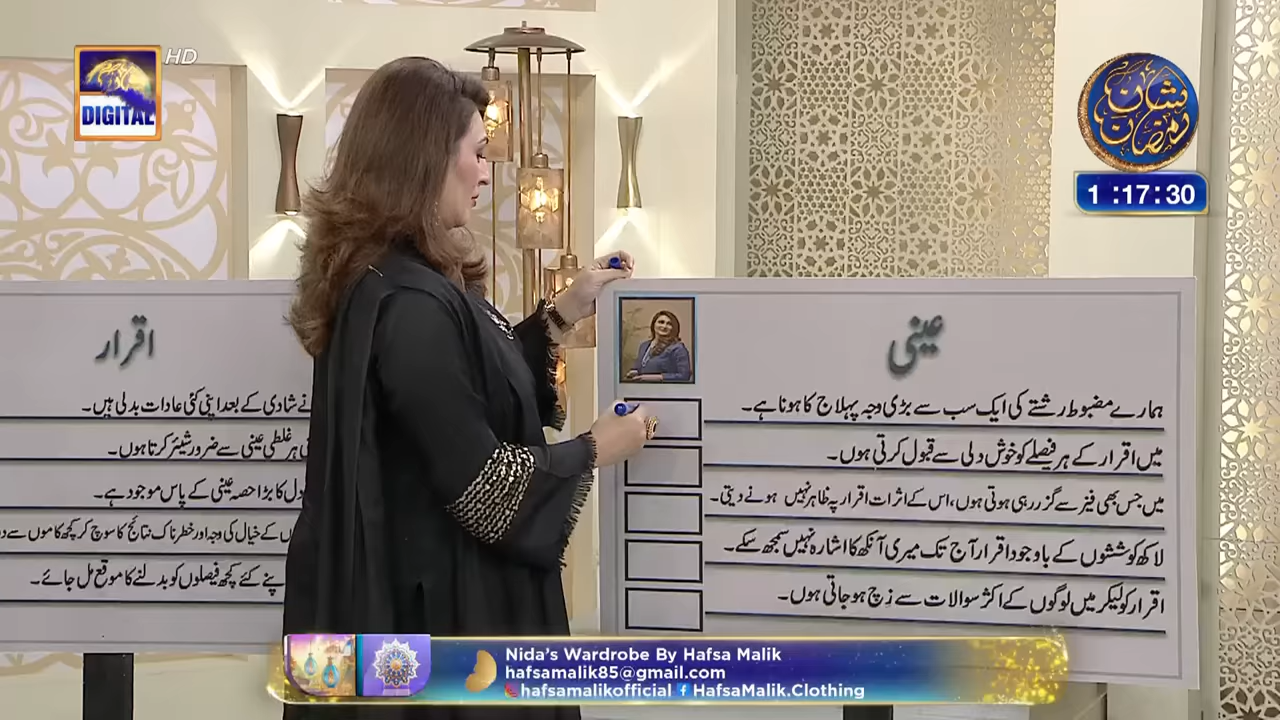 HD
DIGITAL
شان رمضان
1:17:30
عینی
ہمارے مضبوط رشتے کی ایک سب سے بڑی وجہ پہلاج کا ہونا ہے۔
میں اقرار کے ہر فیصلے کو خوش دلی سے قبول کرتی ہوں۔
میں جس بھی فیز سے گزر رہی ہوتی ہوں، اس کے اثرات اقرار پہ ظاہر نہیں ہونے دیتی۔
لاکھ کوششوں کے باوجود اقرار آج تک میری آنکھ کا اشارہ نہیں سمجھ سکے۔
اقرار کو لیکر میں لوگوں کے اکثر سوالات سے زچ ہو جاتی ہوں۔
اقرار
نے شادی کے بعد اپنی کئی عادات بدلی ہیں۔
ہر غلطی عینی سے ضرور شیئر کرتا ہوں۔
دل کا بڑا حصہ عینی کے پاس موجود ہے۔
کے خیال کی وجہ اور خطرناک نتائج کا سوچ کر کچھ کاموں سے
اپنے کئے کچھ فیصلوں کو بدلنے کا موقع مل جائے۔
Nida's Wardrobe By Hafsa Malik
hafsamalik85@gmail.com
hafsamalikofficial HafsaMalik.Clothing